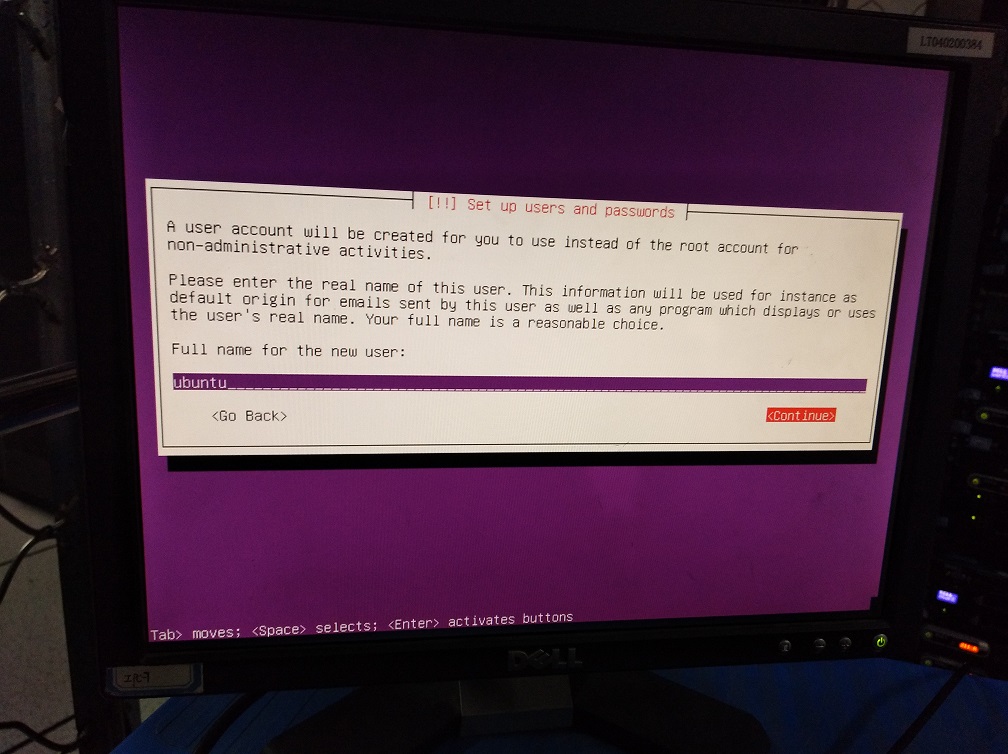 LT040200384
[!!] Set up users and passwords
A user account will be created for you to use instead of the root account for
non-administrative activities.
Please enter the real name of this user. This information will be used for instance as
default origin for emails sent by this user as well as any program which displays or uses
the user's real name. Your full name is a reasonable choice.
Full name for the new user:
ubuntu
<Go Back>
<Continue>
Tab> moves; <Space> selects; <Enter> activates buttons
DELL